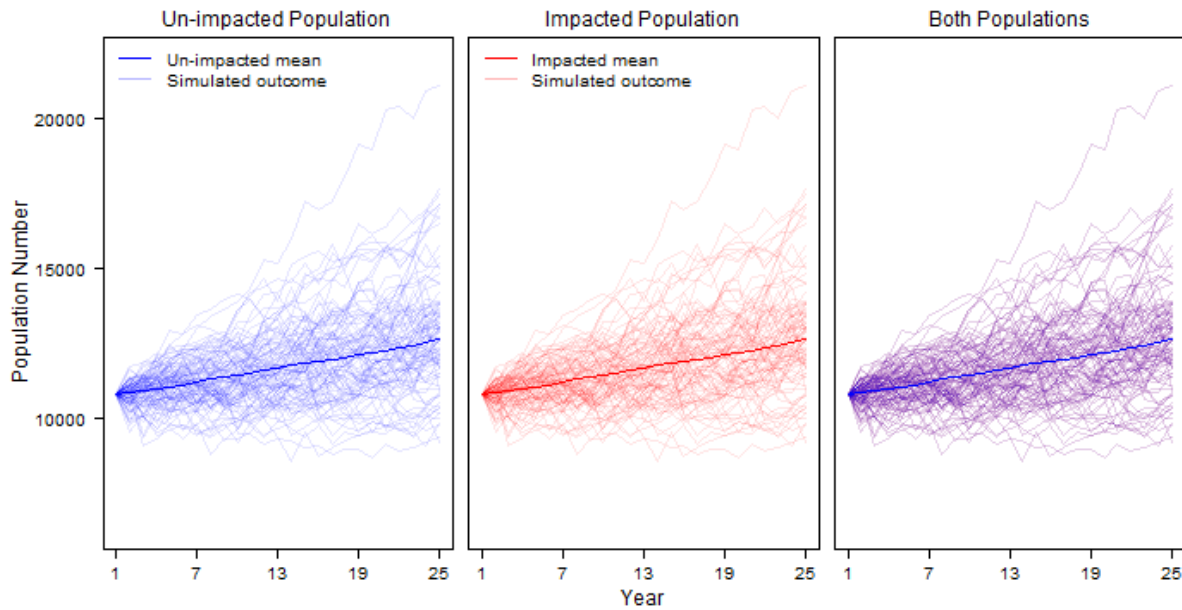 Un-impacted Population
Impacted Population
Both Populations
Un-impacted mean
Simulated outcome
Impacted mean
Simulated outcome
Population Number
20000
15000
10000
1 7 13 19 25
1 7 13 19 25
1 7 13 19 25
Year